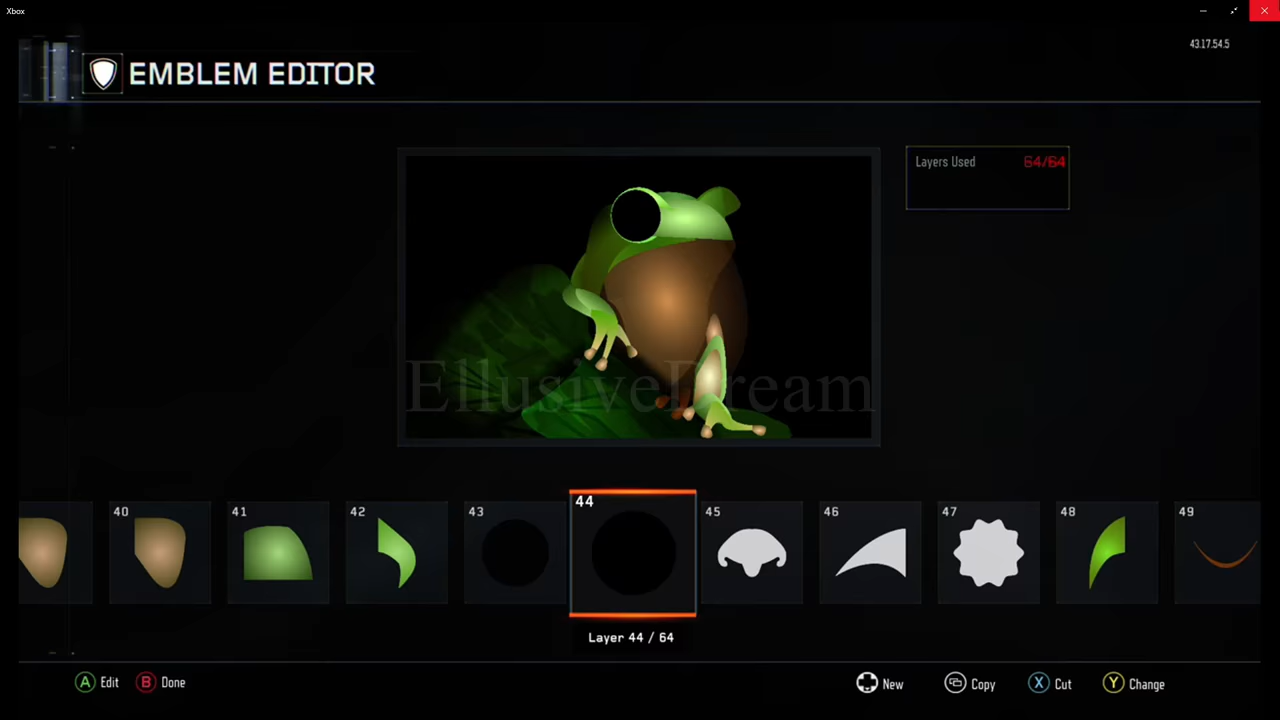 Xbox
43.17.54.5
EMBLEM EDITOR
Layers Used 64/64
EllusiveDream
40 41 42 43 44 45 46 47 48 49
Layer 44 / 64
A Edit B Done New Copy X Cut Y Change